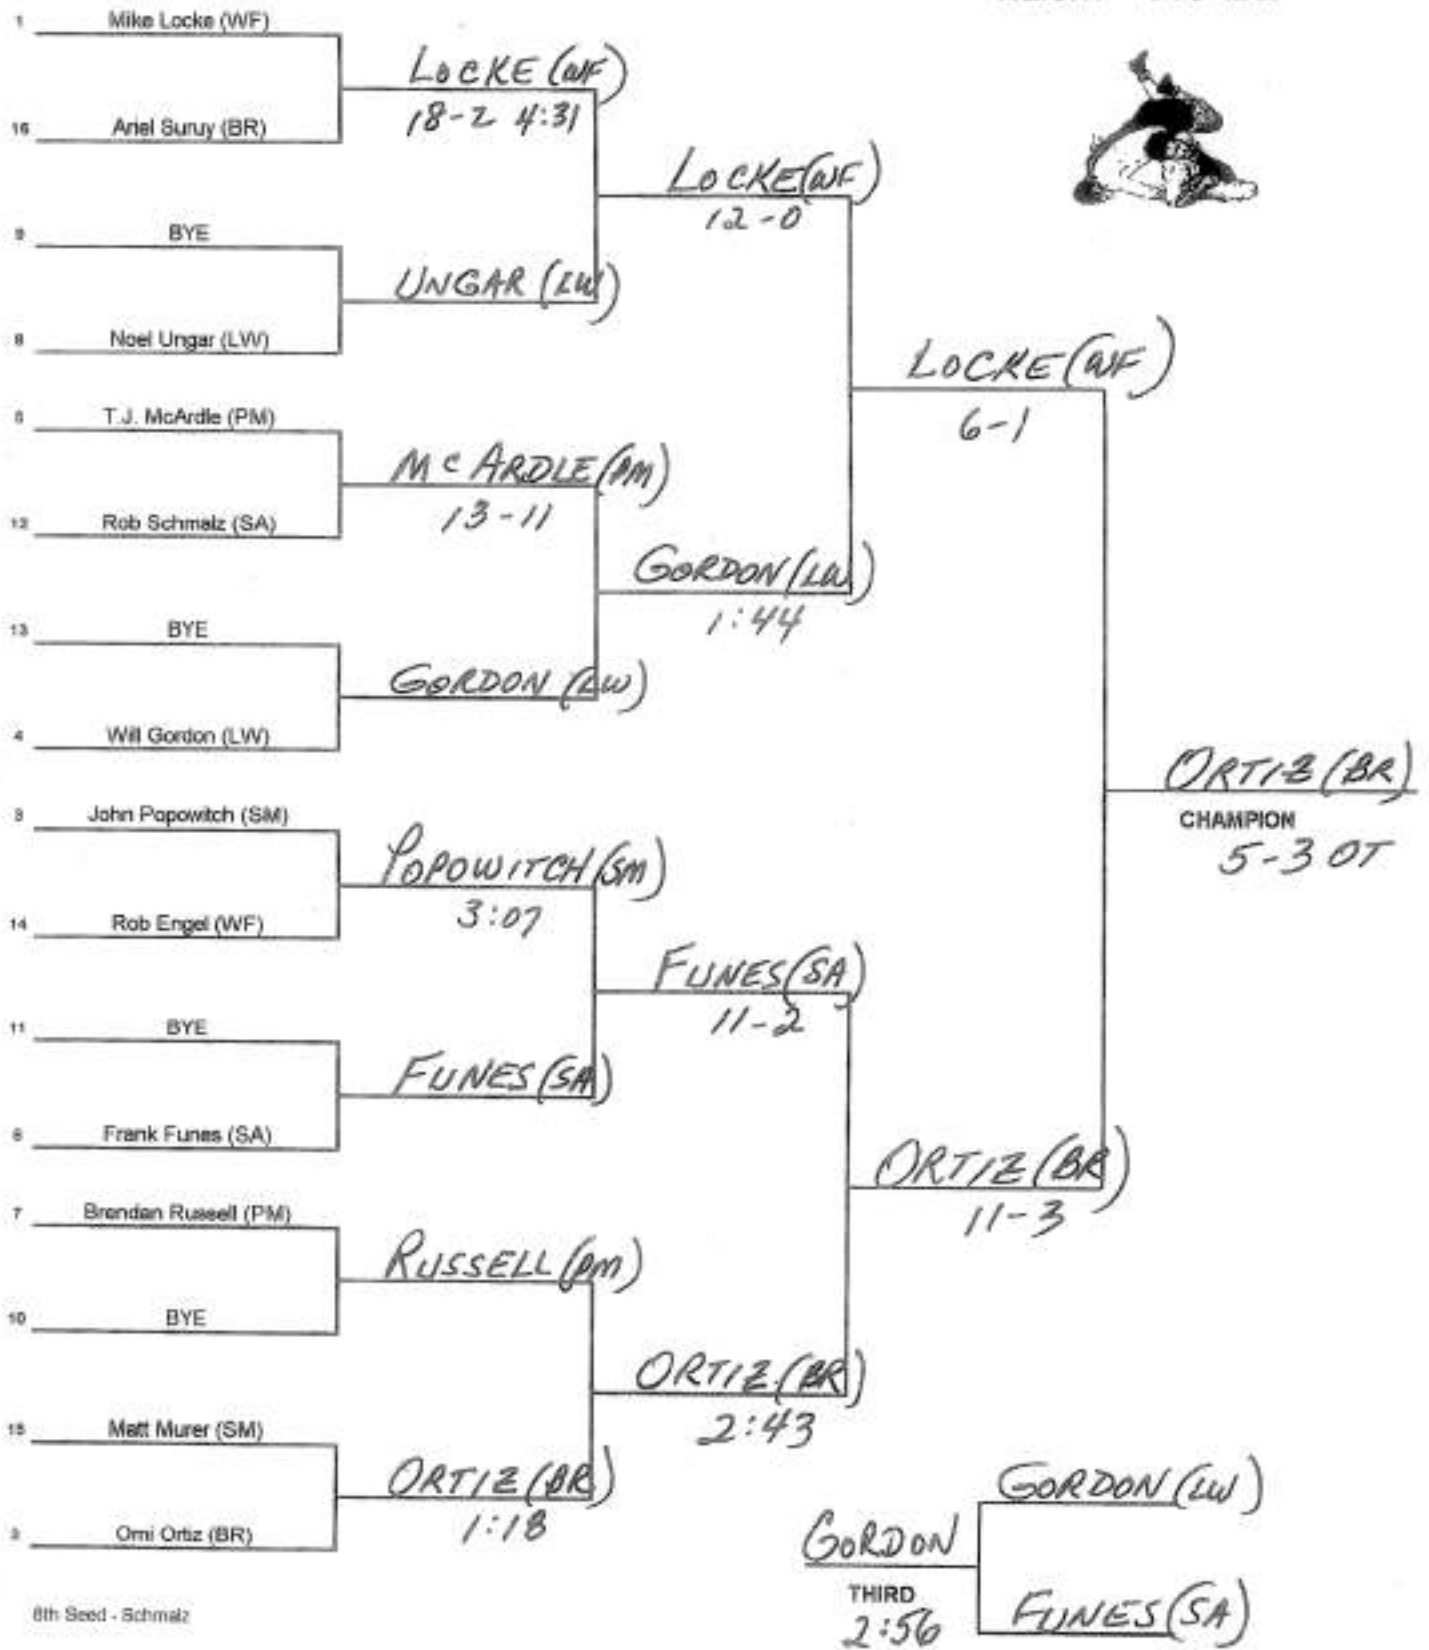 1 Mike Locke (WF)
16 Ariel Suruy (BR)
9 BYE
8 Noel Ungar (LW)
5 T.J. McArdle (PM)
12 Rob Schmalz (SA)
13 BYE
4 Will Gordon (LW)
3 John Popowitch (SM)
14 Rob Engel (WF)
11 BYE
6 Frank Funes (SA)
7 Brendan Russell (PM)
10 BYE
15 Matt Murer (SM)
Omi Ortiz (BR)
LOCKE (WF)
18-2 4:31
UNGAR (LW)
McARDLE (PM)
13-11
GORDON (LW)
POPOWITCH (SM)
3:07
FUNES (SA)
RUSSELL (PM)
ORTIZ (BR)
1:18
LOCKE (WF)
12-0
GORDON (LW)
1:44
FUNES (SA)
11-2
ORTIZ (BR)
2:43
LOCKE (WF)
6-1
ORTIZ (BR)
11-3
ORTIZ (BR)
CHAMPION
5-3 OT
GORDON (LW)
FUNES (SA)
GORDON
THIRD
2:56
8th Seed - Schmalz